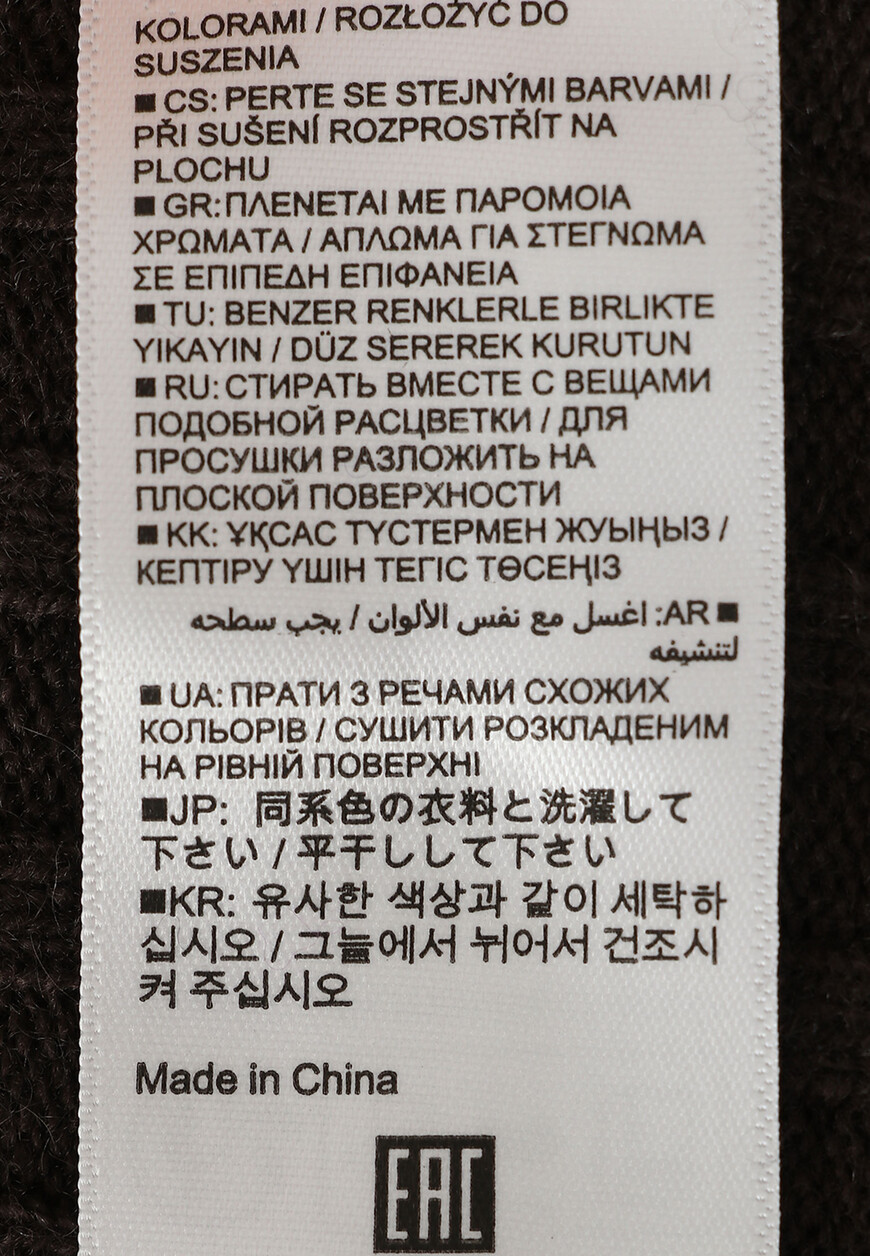 KOLORAMI / ROZŁOŻYĆ DO
SUSZENIA
■ CS: PERTE SE STEJNÝMI BARVAMI /
PŘI SUŠENÍ ROZPROSTŘÍT NA
PLOCHU
■ GR: ΠΛΕΝΕΤΑΙ ΜΕ ΠΑΡΟΜΟΙΑ
ΧΡΩΜΑΤΑ / ΑΠΛΩΜΑ ΓΙΑ ΣΤΕΓΝΩΜΑ
ΣΕ ΕΠΙΠΕΔΗ ΕΠΙΦΑΝΕΙΑ
■ TU: BENZER RENKLERLE BIRLIKTE
YIKAYIN / DÜZ SEREREK KURUTUN
■ RU: СТИРАТЬ ВМЕСТЕ С ВЕЩАМИ
ПОДОБНОЙ РАСЦВЕТКИ / ДЛЯ
ПРОСУШКИ РАЗЛОЖИТЬ НА
ПЛОСКОЙ ПОВЕРХНОСТИ
■ KK: ҰҚСАС ТҮСТЕРМЕН ЖУЫҢЫЗ /
КЕПТІРУ ҮШІН ТЕГІС ТӨСЕҢІЗ
■ AR: اغسل مع نفس الألوان / يجب سطحه
لتنشيفه
■ UA: ПРАТИ З РЕЧАМИ СХОЖИХ
КОЛЬОРІВ / СУШИТИ РОЗКЛАДЕНИМ
НА РІВНІЙ ПОВЕРХНІ
■JP: 同系色の衣料と洗濯して
下さい / 平干ししてて下さい
■KR: 유사한 색상과 같이 세탁하
십시오 / 그늘에서 뉘어서 건조시
켜 주십시오
Made in China
EAC